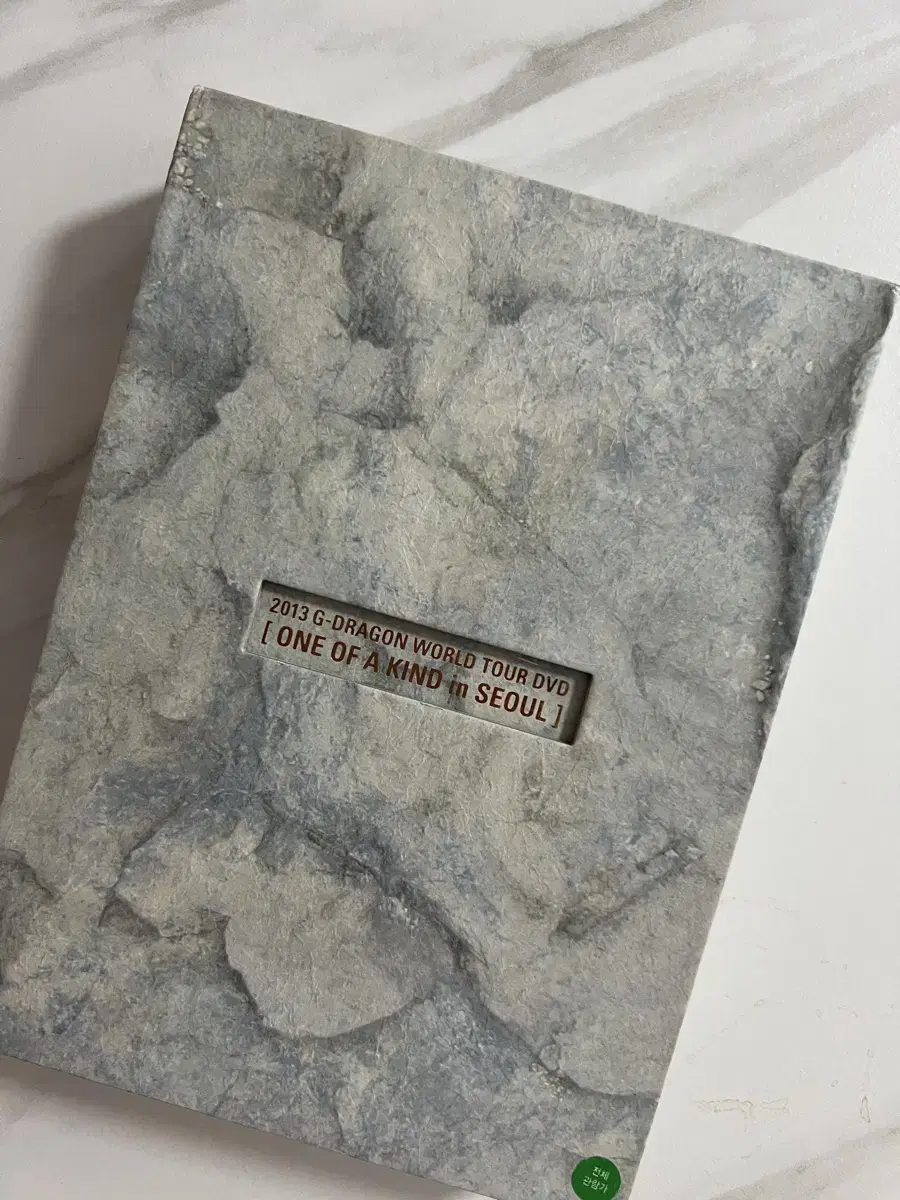 2013 G-DRAGON WORLD TOUR DVD
[ ONE OF A KIND in SEOUL ]
전체
관람가